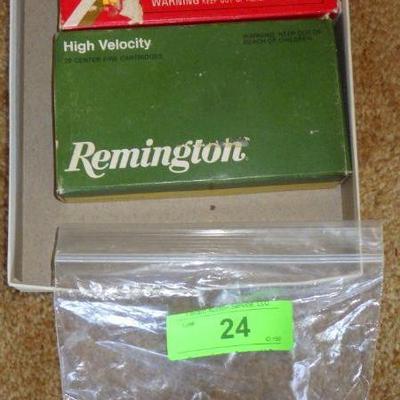 WARNING KEEP OUT OF
High Velocity
20 CENTER FIRE CARTRIDGES
WARNING: KEEP OUT OF
REACH OF CHILDREN.
Remington
24